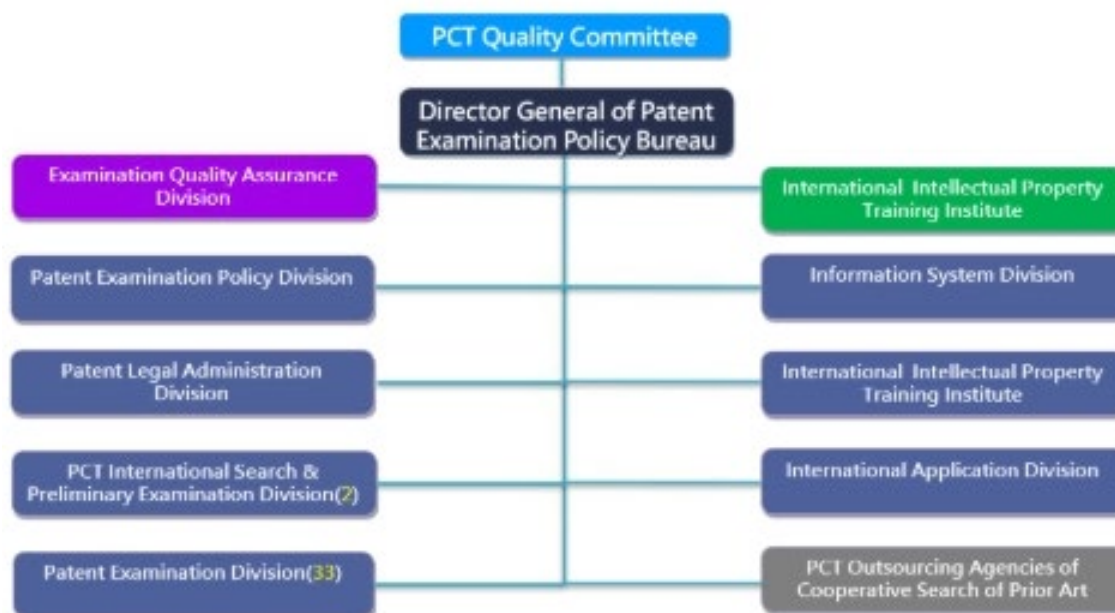 PCT Quality Committee
Director General of Patent
Examination Policy Bureau
Examination Quality Assurance
Division
International Intellectual Property
Training Institute
Patent Examination Policy Division
Information System Division
Patent Legal Administration
Division
International Intellectual Property
Training Institute
PCT International Search &
Preliminary Examination Division(2)
International Application Division
Patent Examination Division(33)
PCT Outsourcing Agencies of
Cooperative Search of Prior Art